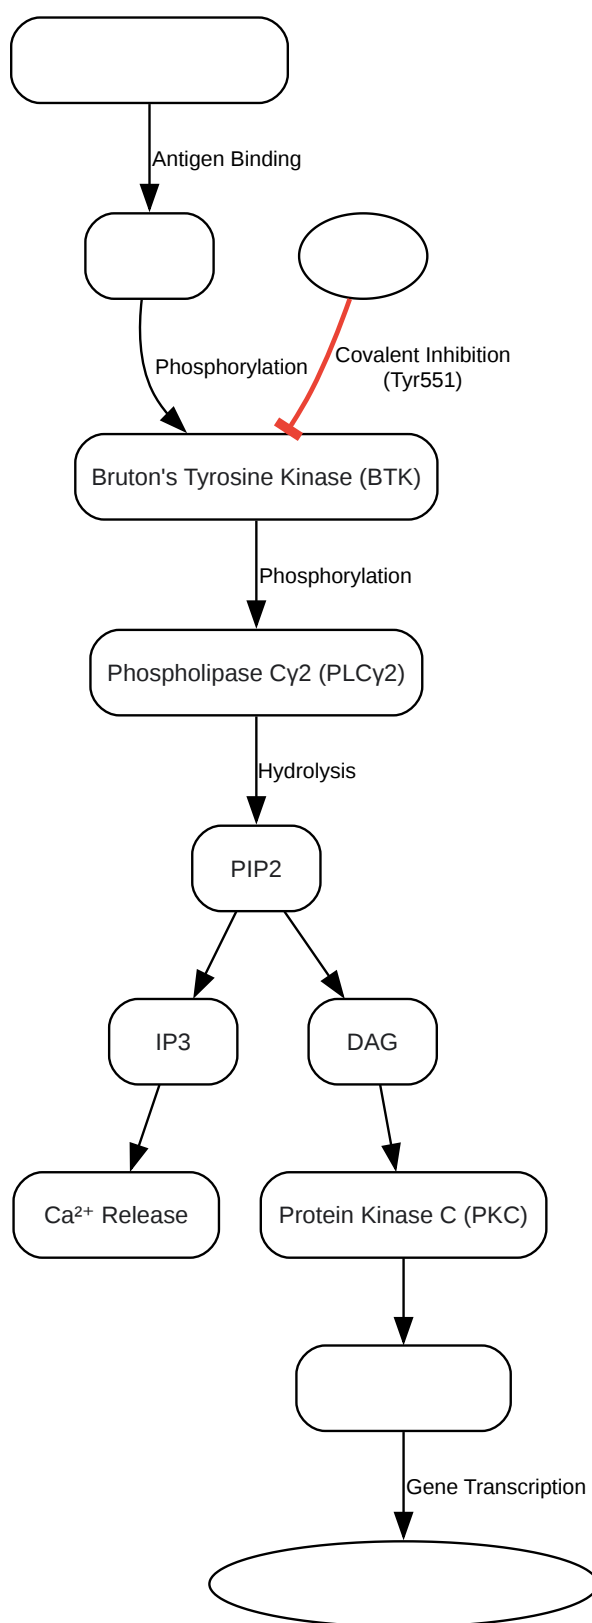 Antigen Binding
Phosphorylation
Covalent Inhibition
(Tyr551)
Bruton's Tyrosine Kinase (BTK)
Phosphorylation
Phospholipase Cγ2 (PLCγ2)
Hydrolysis
PIP2
IP3
DAG
Ca²⁺ Release
Protein Kinase C (PKC)
Gene Transcription